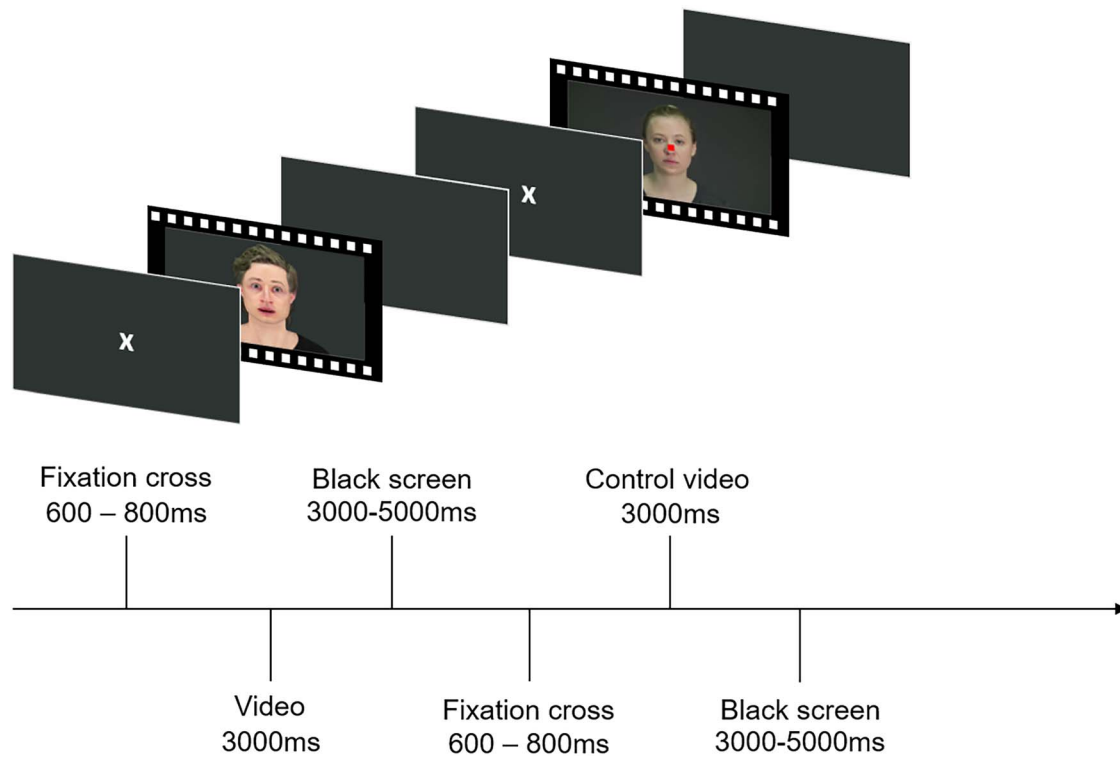 X
X
Fixation cross
600 – 800ms
Black screen
3000-5000ms
Control video
3000ms
Video
3000ms
Fixation cross
600 – 800ms
Black screen
3000-5000ms